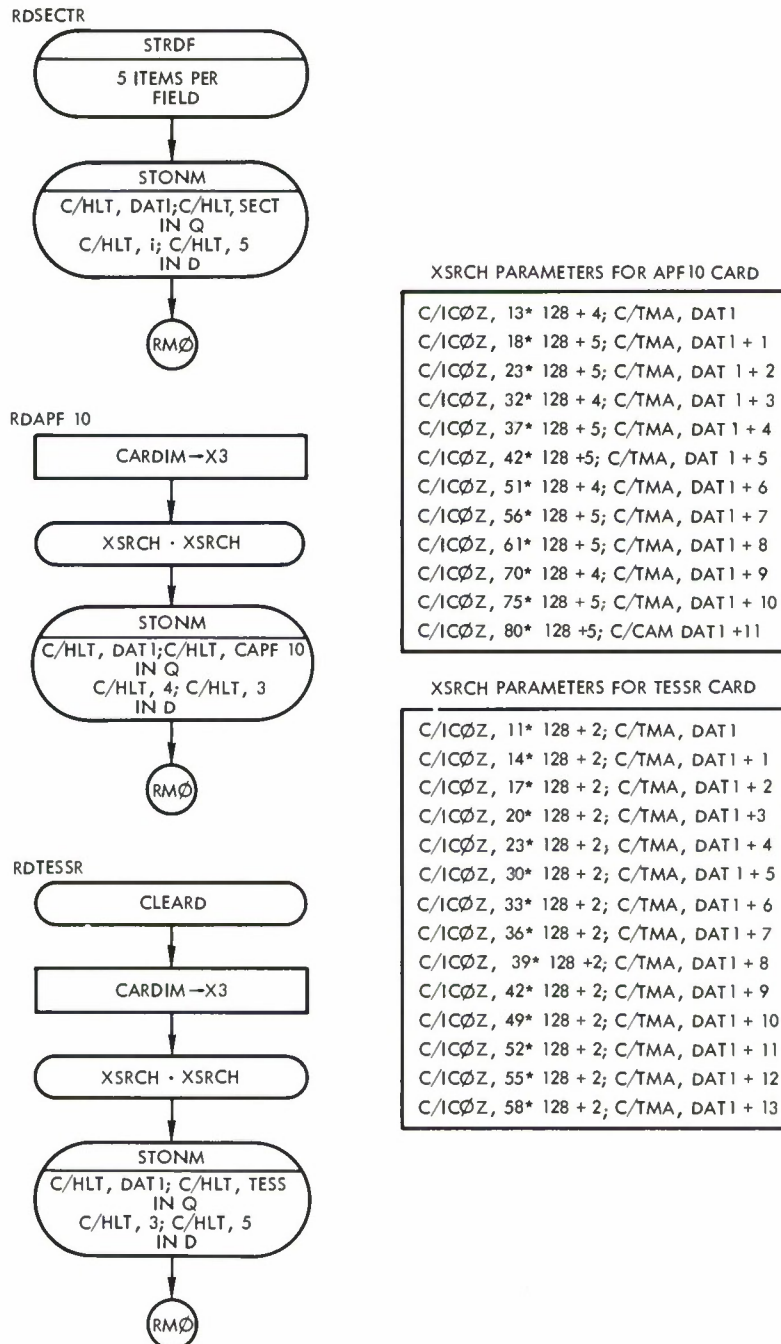 RDSECTR
STRDF
5 ITEMS PER
FIELD
STONM
C/HLT, DAT1;C/HLT, SECT
IN Q
C/HLT, i; C/HLT, 5
IN D
RMØ
RDAPF 10
CARDIM→X3
XSRCH · XSRCH
STONM
C/HLT, DAT1;C/HLT, CAPF 10
IN Q
C/HLT, 4; C/HLT, 3
IN D
RMØ
RDTESSR
CLEARD
CARDIM→X3
XSRCH · XSRCH
STONM
C/HLT, DAT1; C/HLT, TESS
IN Q
C/HLT, 3; C/HLT, 5
IN D
RMØ
XSRCH PARAMETERS FOR APF10 CARD
C/ICØZ, 13* 128 + 4; C/TMA, DAT1
C/ICØZ, 18* 128 + 5; C/TMA, DAT1 + 1
C/ICØZ, 23* 128 + 5; C/TMA, DAT 1 + 2
C/ICØZ, 32* 128 + 4; C/TMA, DAT 1 + 3
C/ICØZ, 37* 128 + 5; C/TMA, DAT 1 + 4
C/ICØZ, 42* 128 +5; C/TMA, DAT 1 + 5
C/ICØZ, 51* 128 + 4; C/TMA, DAT1 + 6
C/ICØZ, 56* 128 + 5; C/TMA, DAT1 + 7
C/ICØZ, 61* 128 + 5; C/TMA, DAT1 + 8
C/ICØZ, 70* 128 + 4; C/TMA, DAT1 + 9
C/ICØZ, 75* 128 + 5; C/TMA, DAT1 + 10
C/ICØZ, 80* 128 +5; C/CAM DAT1 +11
XSRCH PARAMETERS FOR TESSR CARD
C/ICØZ, 11* 128 + 2; C/TMA, DAT1
C/ICØZ, 14* 128 + 2; C/TMA, DAT1 + 1
C/ICØZ, 17* 128 + 2; C/TMA, DAT1 + 2
C/ICØZ, 20* 128 + 2; C/TMA, DAT1 +3
C/ICØZ, 23* 128 + 2; C/TMA, DAT1 + 4
C/ICØZ, 30* 128 + 2; C/TMA, DAT 1 + 5
C/ICØZ, 33* 128 + 2; C/TMA, DAT1 + 6
C/ICØZ, 36* 128 + 2; C/TMA, DAT1 + 7
C/ICØZ, 39* 128 +2; C/TMA, DAT1 + 8
C/ICØZ, 42* 128 + 2; C/TMA, DAT1 + 9
C/ICØZ, 49* 128 + 2; C/TMA, DAT1 + 10
C/ICØZ, 52* 128 + 2; C/TMA, DAT1 + 11
C/ICØZ, 55* 128 + 2; C/TMA, DAT1 + 12
C/ICØZ, 58* 128 + 2; C/TMA, DAT1 + 13